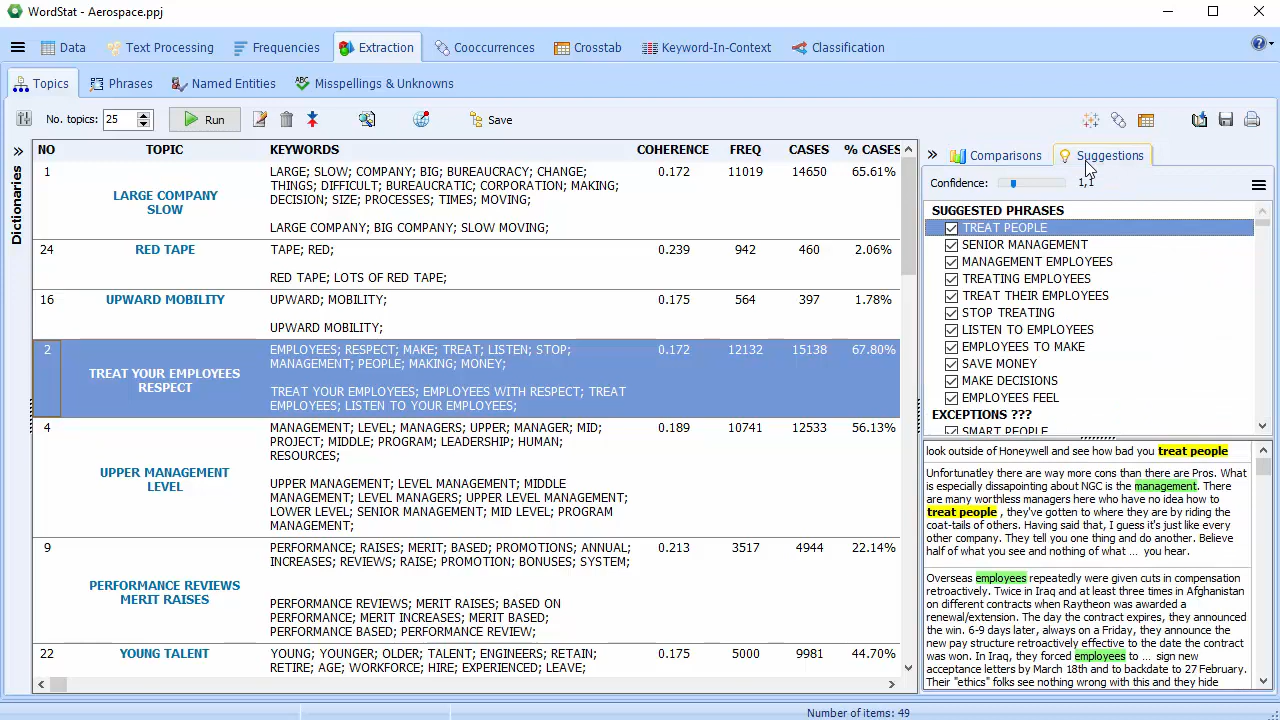 WordStat - Aerospace.ppj
Data Text Processing Frequencies Extraction Cooccurrences Crosstab Keyword-In-Context Classification
Topics Phrases Named Entities Misspellings & Unknowns
No. topics: 25 Run Save
Dictionaries
NO TOPIC KEYWORDS COHERENCE FREQ CASES % CASES
1 LARGE; SLOW; COMPANY; BIG; BUREAUCRACY; CHANGE; 0.172 11019 14650 65.61%
THINGS; DIFFICULT; BUREAUCRATIC; CORPORATION; MAKING;
LARGE COMPANY
DECISION; SIZE; PROCESSES; TIMES; MOVING;
SLOW
LARGE COMPANY; BIG COMPANY; SLOW MOVING;
24 RED TAPE TAPE; RED; 0.239 942 460 2.06%
RED TAPE; LOTS OF RED TAPE;
16 UPWARD MOBILITY UPWARD; MOBILITY; 0.175 564 397 1.78%
UPWARD MOBILITY;
2 EMPLOYEES; RESPECT; MAKE; TREAT; LISTEN; STOP; 0.172 12132 15138 67.80%
MANAGEMENT; PEOPLE; MAKING; MONEY;
TREAT YOUR EMPLOYEES
RESPECT
TREAT YOUR EMPLOYEES; EMPLOYEES WITH RESPECT; TREAT
EMPLOYEES; LISTEN TO YOUR EMPLOYEES;
4 MANAGEMENT; LEVEL; MANAGERS; UPPER; MANAGER; MID; 0.189 10741 12533 56.13%
PROJECT; MIDDLE; PROGRAM; LEADERSHIP; HUMAN;
RESOURCES;
UPPER MANAGEMENT
LEVEL
UPPER MANAGEMENT; LEVEL MANAGEMENT; MIDDLE
MANAGEMENT; LEVEL MANAGERS; UPPER LEVEL MANAGEMENT;
LOWER LEVEL; SENIOR MANAGEMENT; MID LEVEL; PROGRAM
MANAGEMENT;
9 PERFORMANCE; RAISES; MERIT; BASED; PROMOTIONS; ANNUAL; 0.213 3517 4944 22.14%
INCREASES; REVIEWS; RAISE; PROMOTION; BONUSES; SYSTEM;
PERFORMANCE REVIEWS
MERIT RAISES
PERFORMANCE REVIEWS; MERIT RAISES; BASED ON
PERFORMANCE; MERIT INCREASES; MERIT BASED;
PERFORMANCE BASED; PERFORMANCE REVIEW;
22 YOUNG TALENT YOUNG; YOUNGER; OLDER; TALENT; ENGINEERS; RETAIN; 0.175 5000 9981 44.70%
RETIRE; AGE; WORKFORCE; HIRE; EXPERIENCED; LEAVE;
Comparisons Suggestions
Confidence: 1,1
SUGGESTED PHRASES
TREAT PEOPLE
SENIOR MANAGEMENT
MANAGEMENT EMPLOYEES
TREATING EMPLOYEES
TREAT THEIR EMPLOYEES
STOP TREATING
LISTEN TO EMPLOYEES
EMPLOYEES TO MAKE
SAVE MONEY
MAKE DECISIONS
EMPLOYEES FEEL
EXCEPTIONS ???
SMART PEOPLE
look outside of Honeywell and see how bad you treat people
Unfortunatley there are way more cons than there are Pros. What
is especially dissapointing about NGC is the management. There
are many worthless managers here who have no idea how to
treat people , they've gotten to where they are by riding the
coat-tails of others. Having said that, I guess it's just like every
other company. They tell you one thing and do another. Believe
half of what you see and nothing of what ... you hear.
Overseas employees repeatedly were given cuts in compensation
retroactively. Twice in Iraq and at least three times in Afghanistan
on different contracts when Raytheon was awarded a
renewal/extension. The day the contract expires, they announced
the win. 6-9 days later, always on a Friday, they announce the
new pay structure retroactively effective to the date the contract
was won. In Iraq, they forced employees to ... sign new
acceptance letters by March 18th and to backdate to 27 February.
Their "ethics" folks see nothing wrong with this and they hide
Number of items: 49